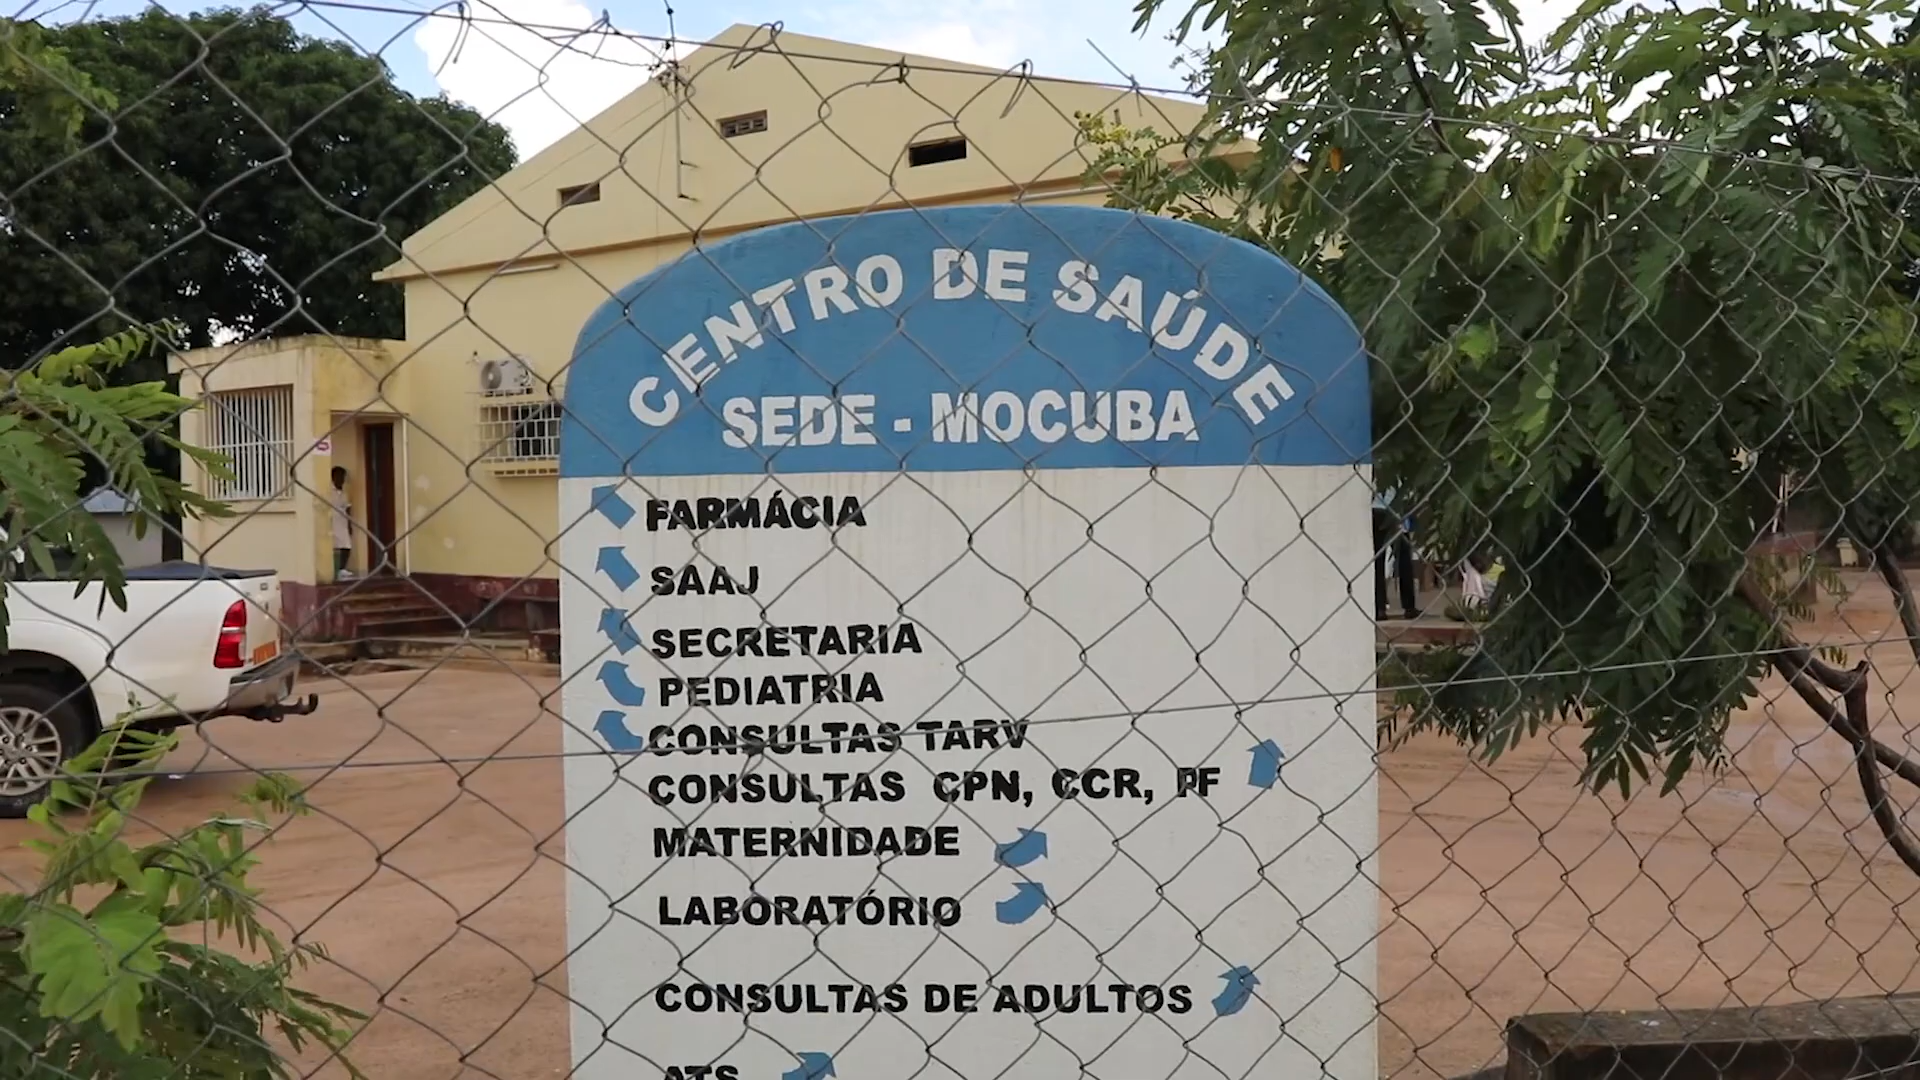 CENTRO DE SAÚDE
SEDE - MOCUBA
FARMÁCIA
SAAJ
SECRETARIA
PEDIATRIA
CONSULTAS TARV
CONSULTAS CPN, CCR, PF
MATERNIDADE
LABORATÓRIO
CONSULTAS DE ADULTOS
ATS